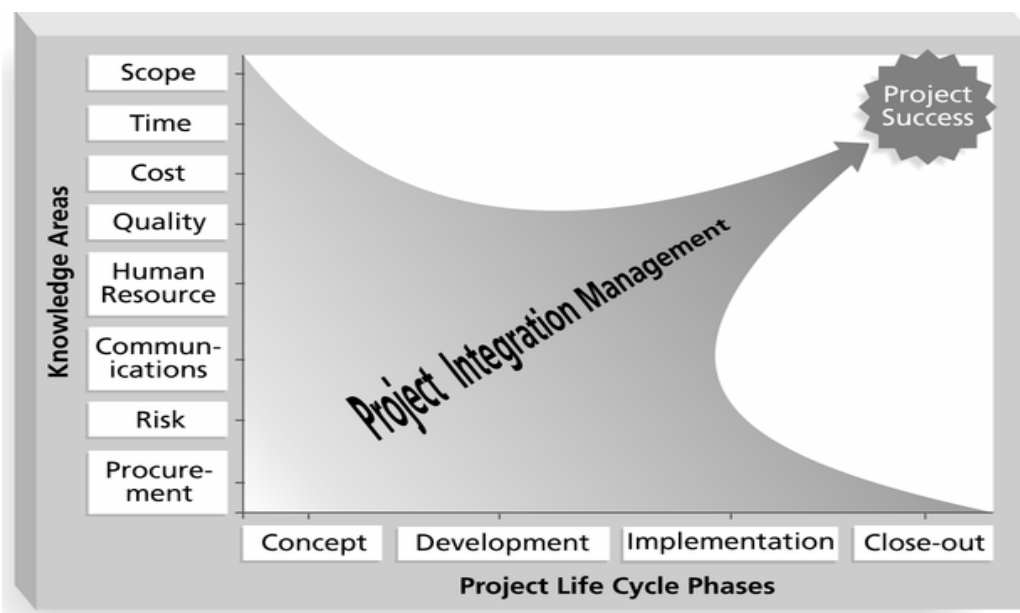 Scope
Time
Cost
Quality
Human
Resource
Commun-
ications
Risk
Procure-
ment
Knowledge Areas
Project Integration Management
Project
Success
Concept
Development
Implementation
Close-out
Project Life Cycle Phases